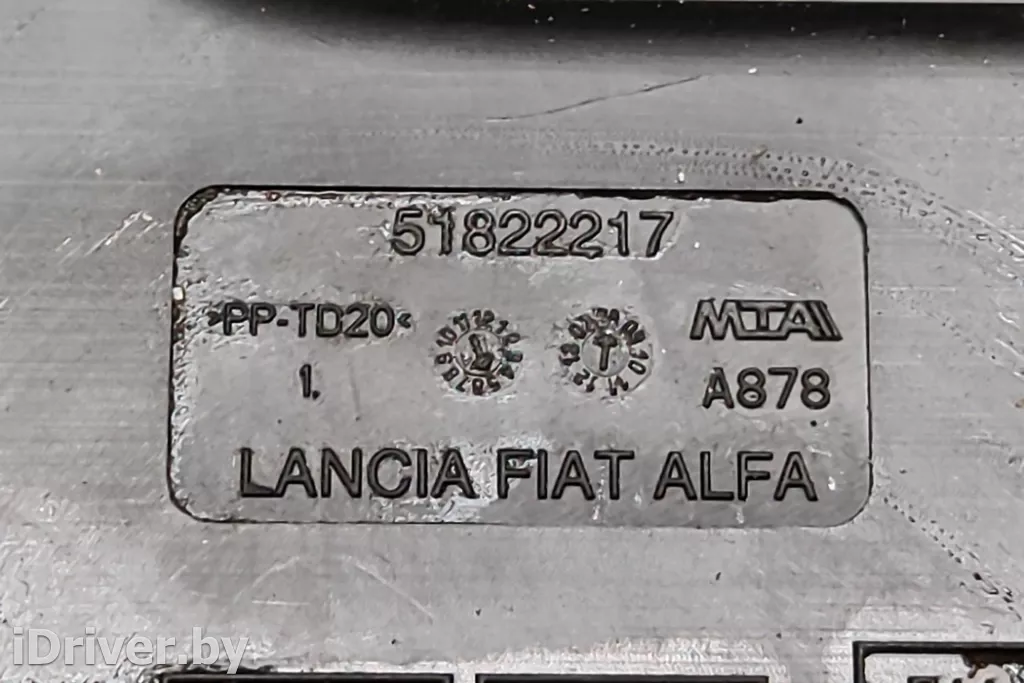 51822217
>PP-TD20<
MTA
1.
A878
LANCIA FIAT ALFA
iDriver.by